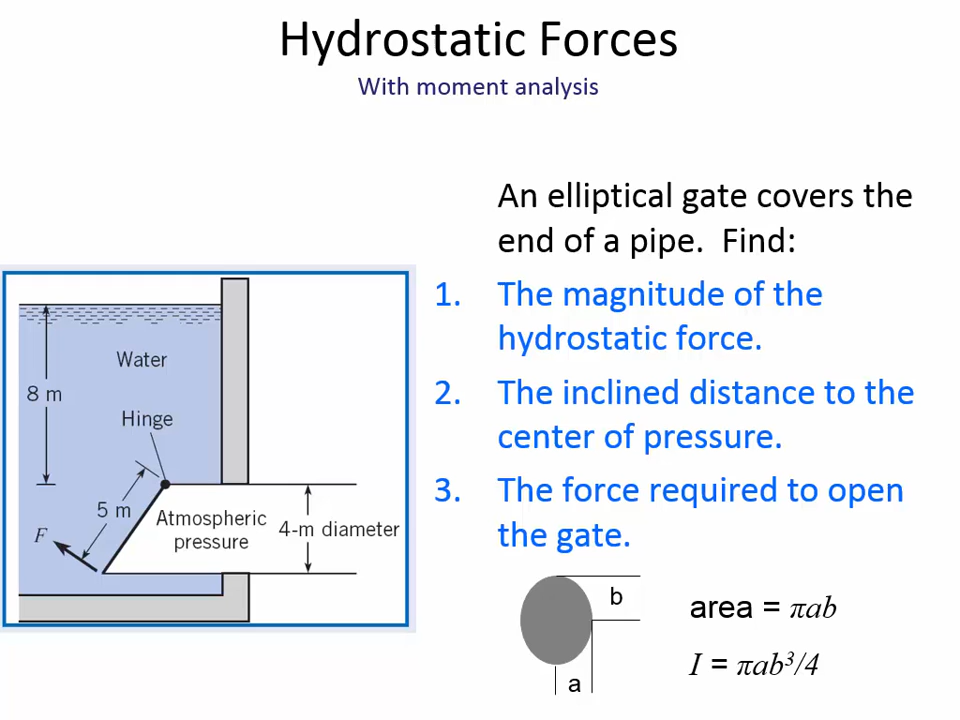 Hydrostatic Forces
With moment analysis
An elliptical gate covers the
end of a pipe. Find:
1. The magnitude of the
hydrostatic force.
2. The inclined distance to the
center of pressure.
3. The force required to open
the gate.
Water
8 m
Hinge
5 m
F
Atmospheric
pressure
4-m diameter
b
a
area = πab
I = πab³/4